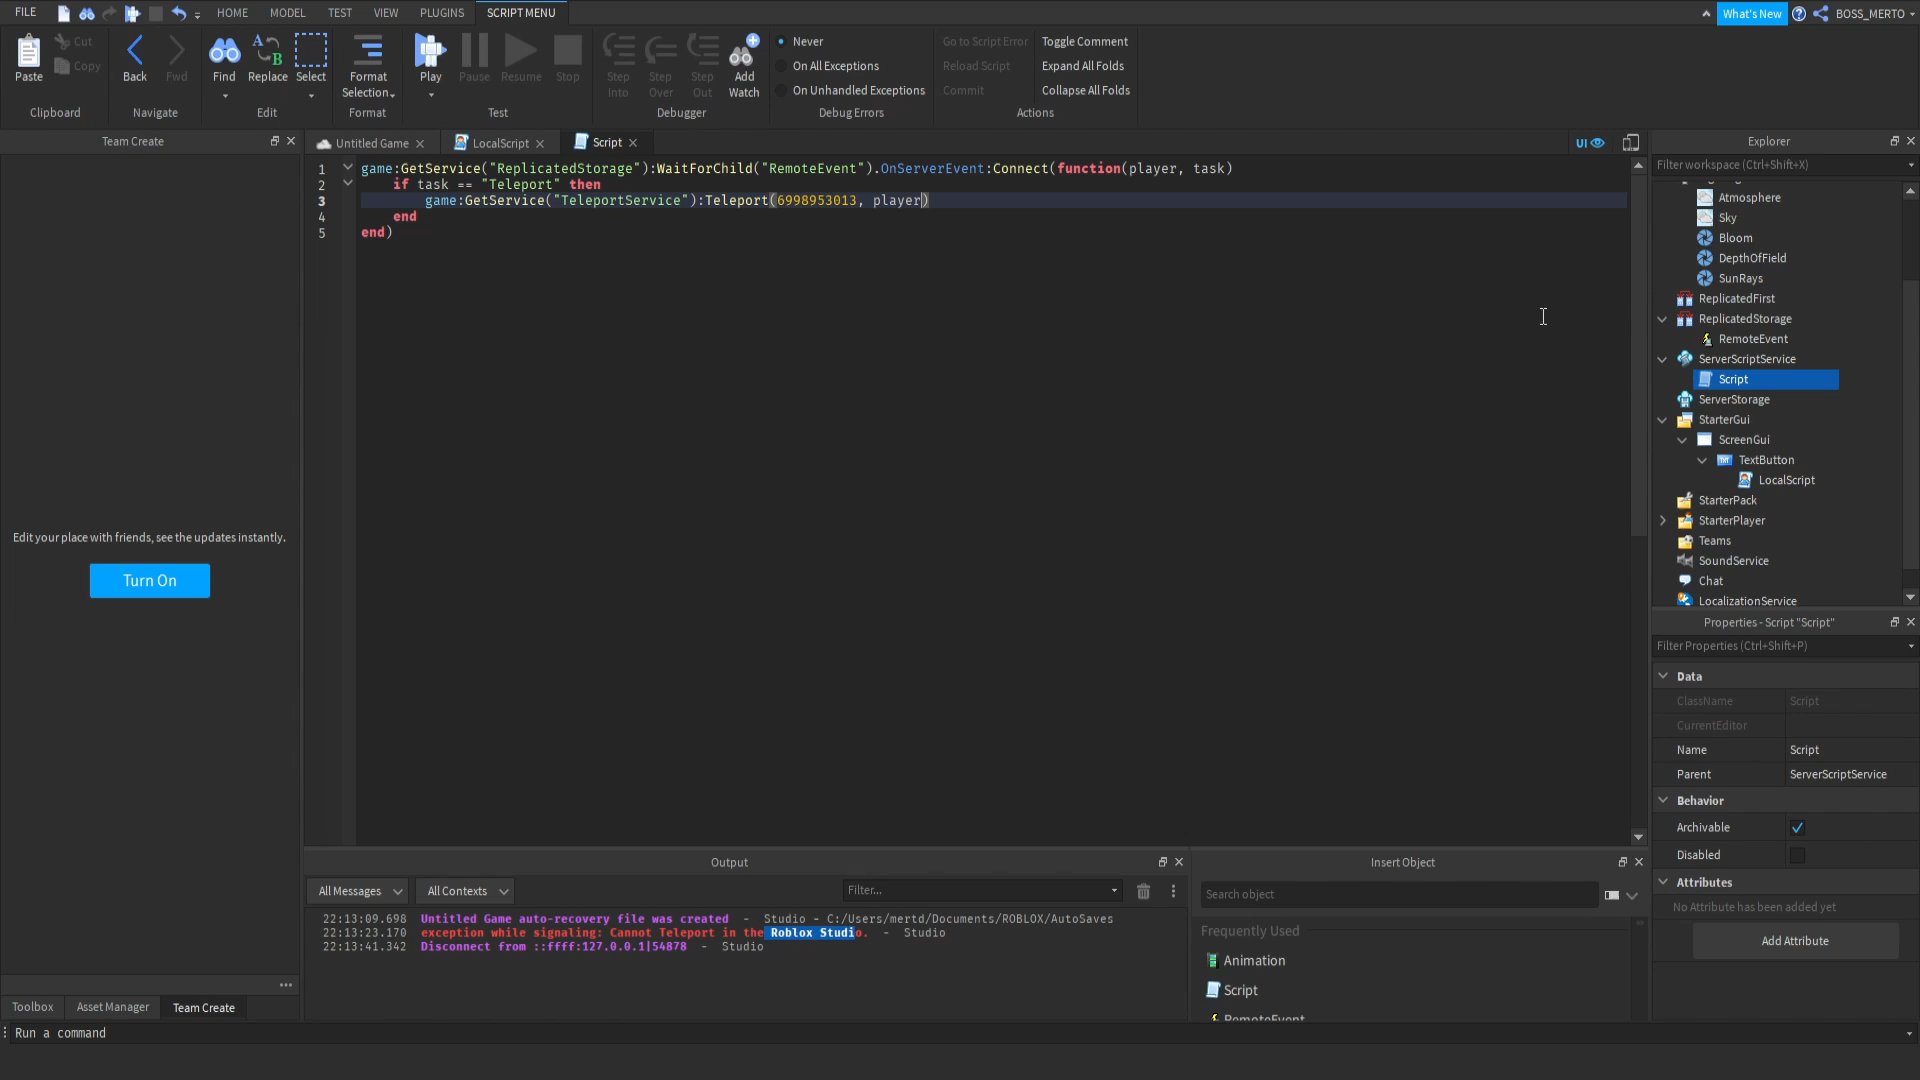 FILE HOME MODEL TEST VIEW PLUGINS SCRIPT MENU What's New BOSS_MERTO
Paste Cut Copy Back Fwd Find Replace Select Format Selection Play Pause Resume Stop Step Into Step Over Step Out Add Watch
Never
On All Exceptions
On Unhandled Exceptions
Go to Script Error
Reload Script
Commit
Toggle Comment
Expand All Folds
Collapse All Folds
Clipboard Navigate Edit Format Test Debugger Debug Errors Actions
Team Create
Edit your place with friends, see the updates instantly.
Turn On
Toolbox Asset Manager Team Create
Untitled Game LocalScript Script UI
1 game:GetService("ReplicatedStorage"):WaitForChild("RemoteEvent").OnServerEvent:Connect(function(player, task)
2 if task == "Teleport" then
3 game:GetService("TeleportService"):Teleport(6998953013, player)
4 end
5 end)
Output
All Messages All Contexts Filter...
22:13:09.698 Untitled Game auto-recovery file was created - Studio - C:/Users/mertd/Documents/ROBLOX/AutoSaves
22:13:23.170 exception while signaling: Cannot Teleport in the Roblox Studio. - Studio
22:13:41.342 Disconnect from ::ffff:127.0.0.1|54878 - Studio
Insert Object
Search object
Frequently Used
Animation
Script
RemoteEvent
Explorer
Filter workspace (Ctrl+Shift+X)
Atmosphere
Sky
Bloom
DepthOfField
SunRays
ReplicatedFirst
ReplicatedStorage
RemoteEvent
ServerScriptService
Script
ServerStorage
StarterGui
ScreenGui
TextButton
LocalScript
StarterPack
StarterPlayer
Teams
SoundService
Chat
LocalizationService
Properties - Script "Script"
Filter Properties (Ctrl+Shift+P)
Data
ClassName Script
CurrentEditor
Name Script
Parent ServerScriptService
Behavior
Archivable
Disabled
Attributes
No Attribute has been added yet
Add Attribute
Run a command